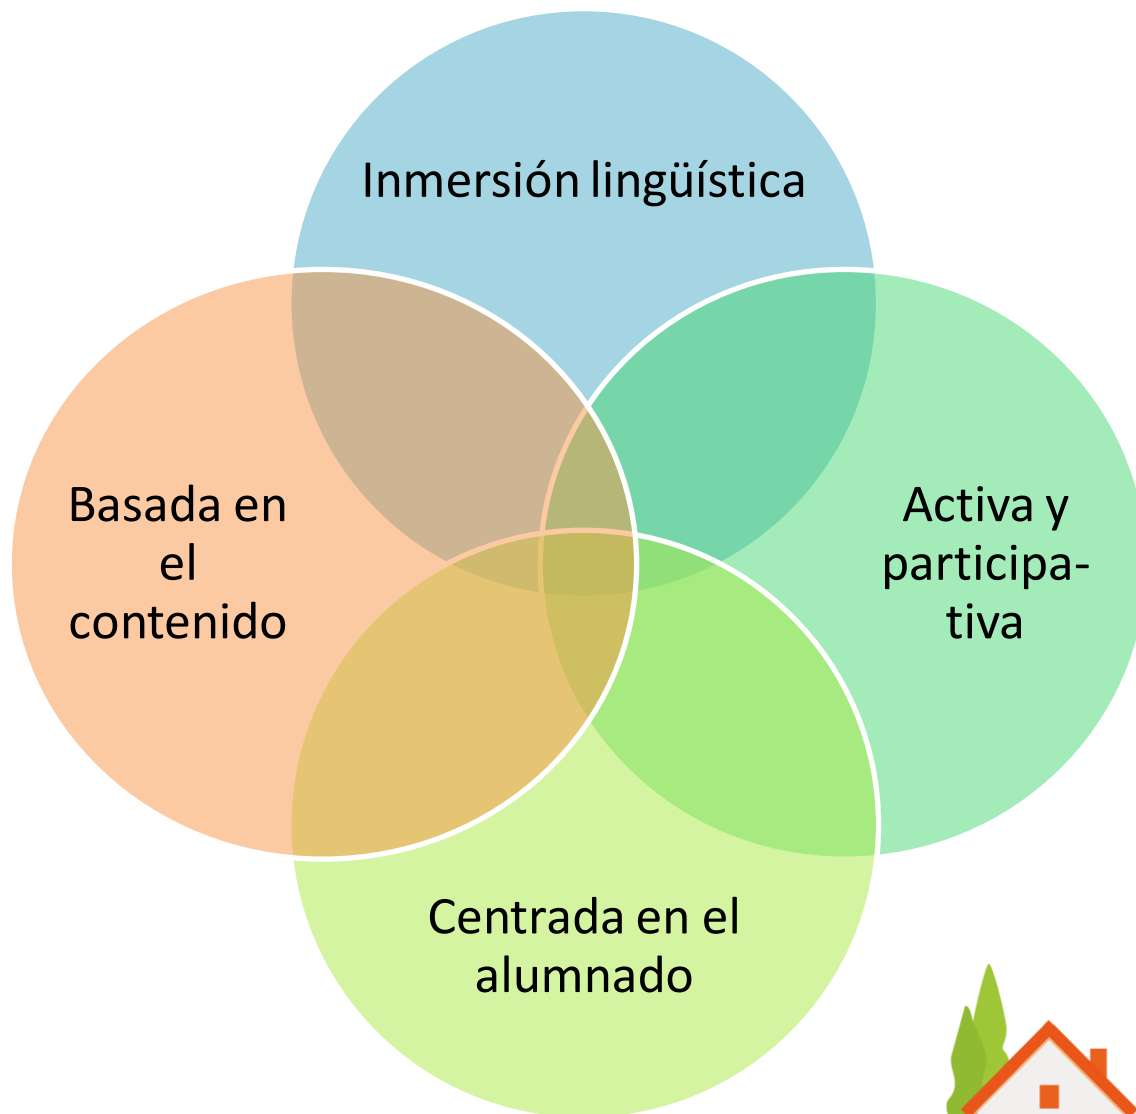 Inmersión lingüística
Basada en
el
contenido
Activa y
participa-
tiva
Centrada en el
alumnado